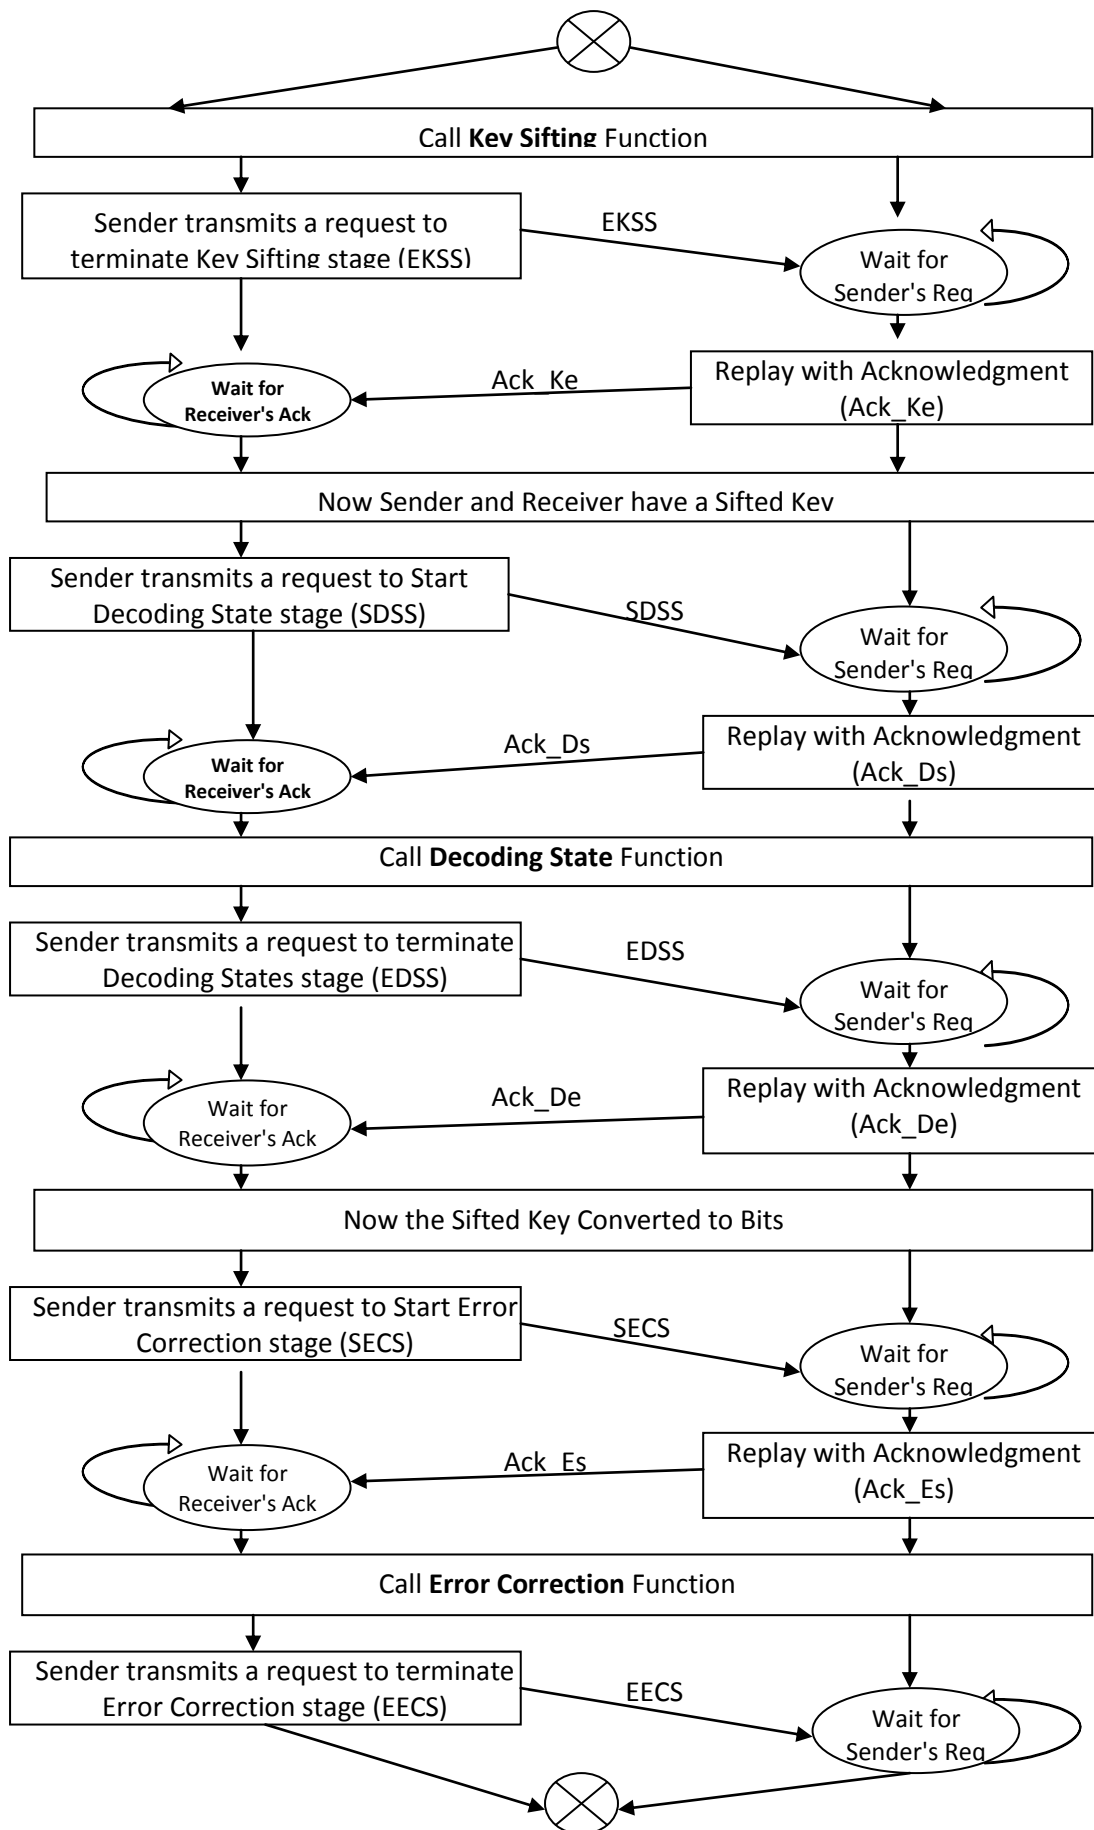 Call Key Sifting Function
Sender transmits a request to
terminate Key Sifting stage (EKSS)
EKSS
Wait for
Sender's Req
Wait for
Receiver's Ack
Ack_Ke
Replay with Acknowledgment
(Ack_Ke)
Now Sender and Receiver have a Sifted Key
Sender transmits a request to Start
Decoding State stage (SDSS)
SDSS
Wait for
Sender's Req
Wait for
Receiver's Ack
Ack_Ds
Replay with Acknowledgment
(Ack_Ds)
Call Decoding State Function
Sender transmits a request to terminate
Decoding States stage (EDSS)
EDSS
Wait for
Sender's Req
Wait for
Receiver's Ack
Ack_De
Replay with Acknowledgment
(Ack_De)
Now the Sifted Key Converted to Bits
Sender transmits a request to Start Error
Correction stage (SECS)
SECS
Wait for
Sender's Req
Wait for
Receiver's Ack
Ack_Es
Replay with Acknowledgment
(Ack_Es)
Call Error Correction Function
Sender transmits a request to terminate
Error Correction stage (EECS)
EECS
Wait for
Sender's Req